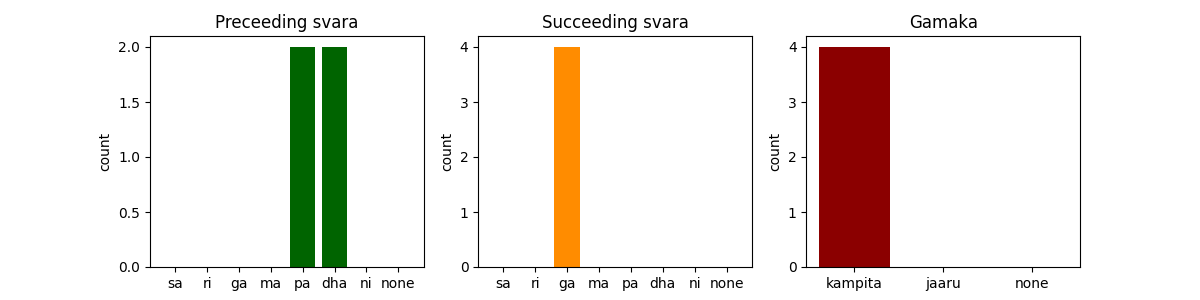 Preceeding svara
count
2.0
1.5
1.0
0.5
0.0
sa ri ga ma pa dha ni none
Succeeding svara
count
4
3
2
1
0
sa ri ga ma pa dha ni none
Gamaka
count
4
3
2
1
0
kampita jaaru none